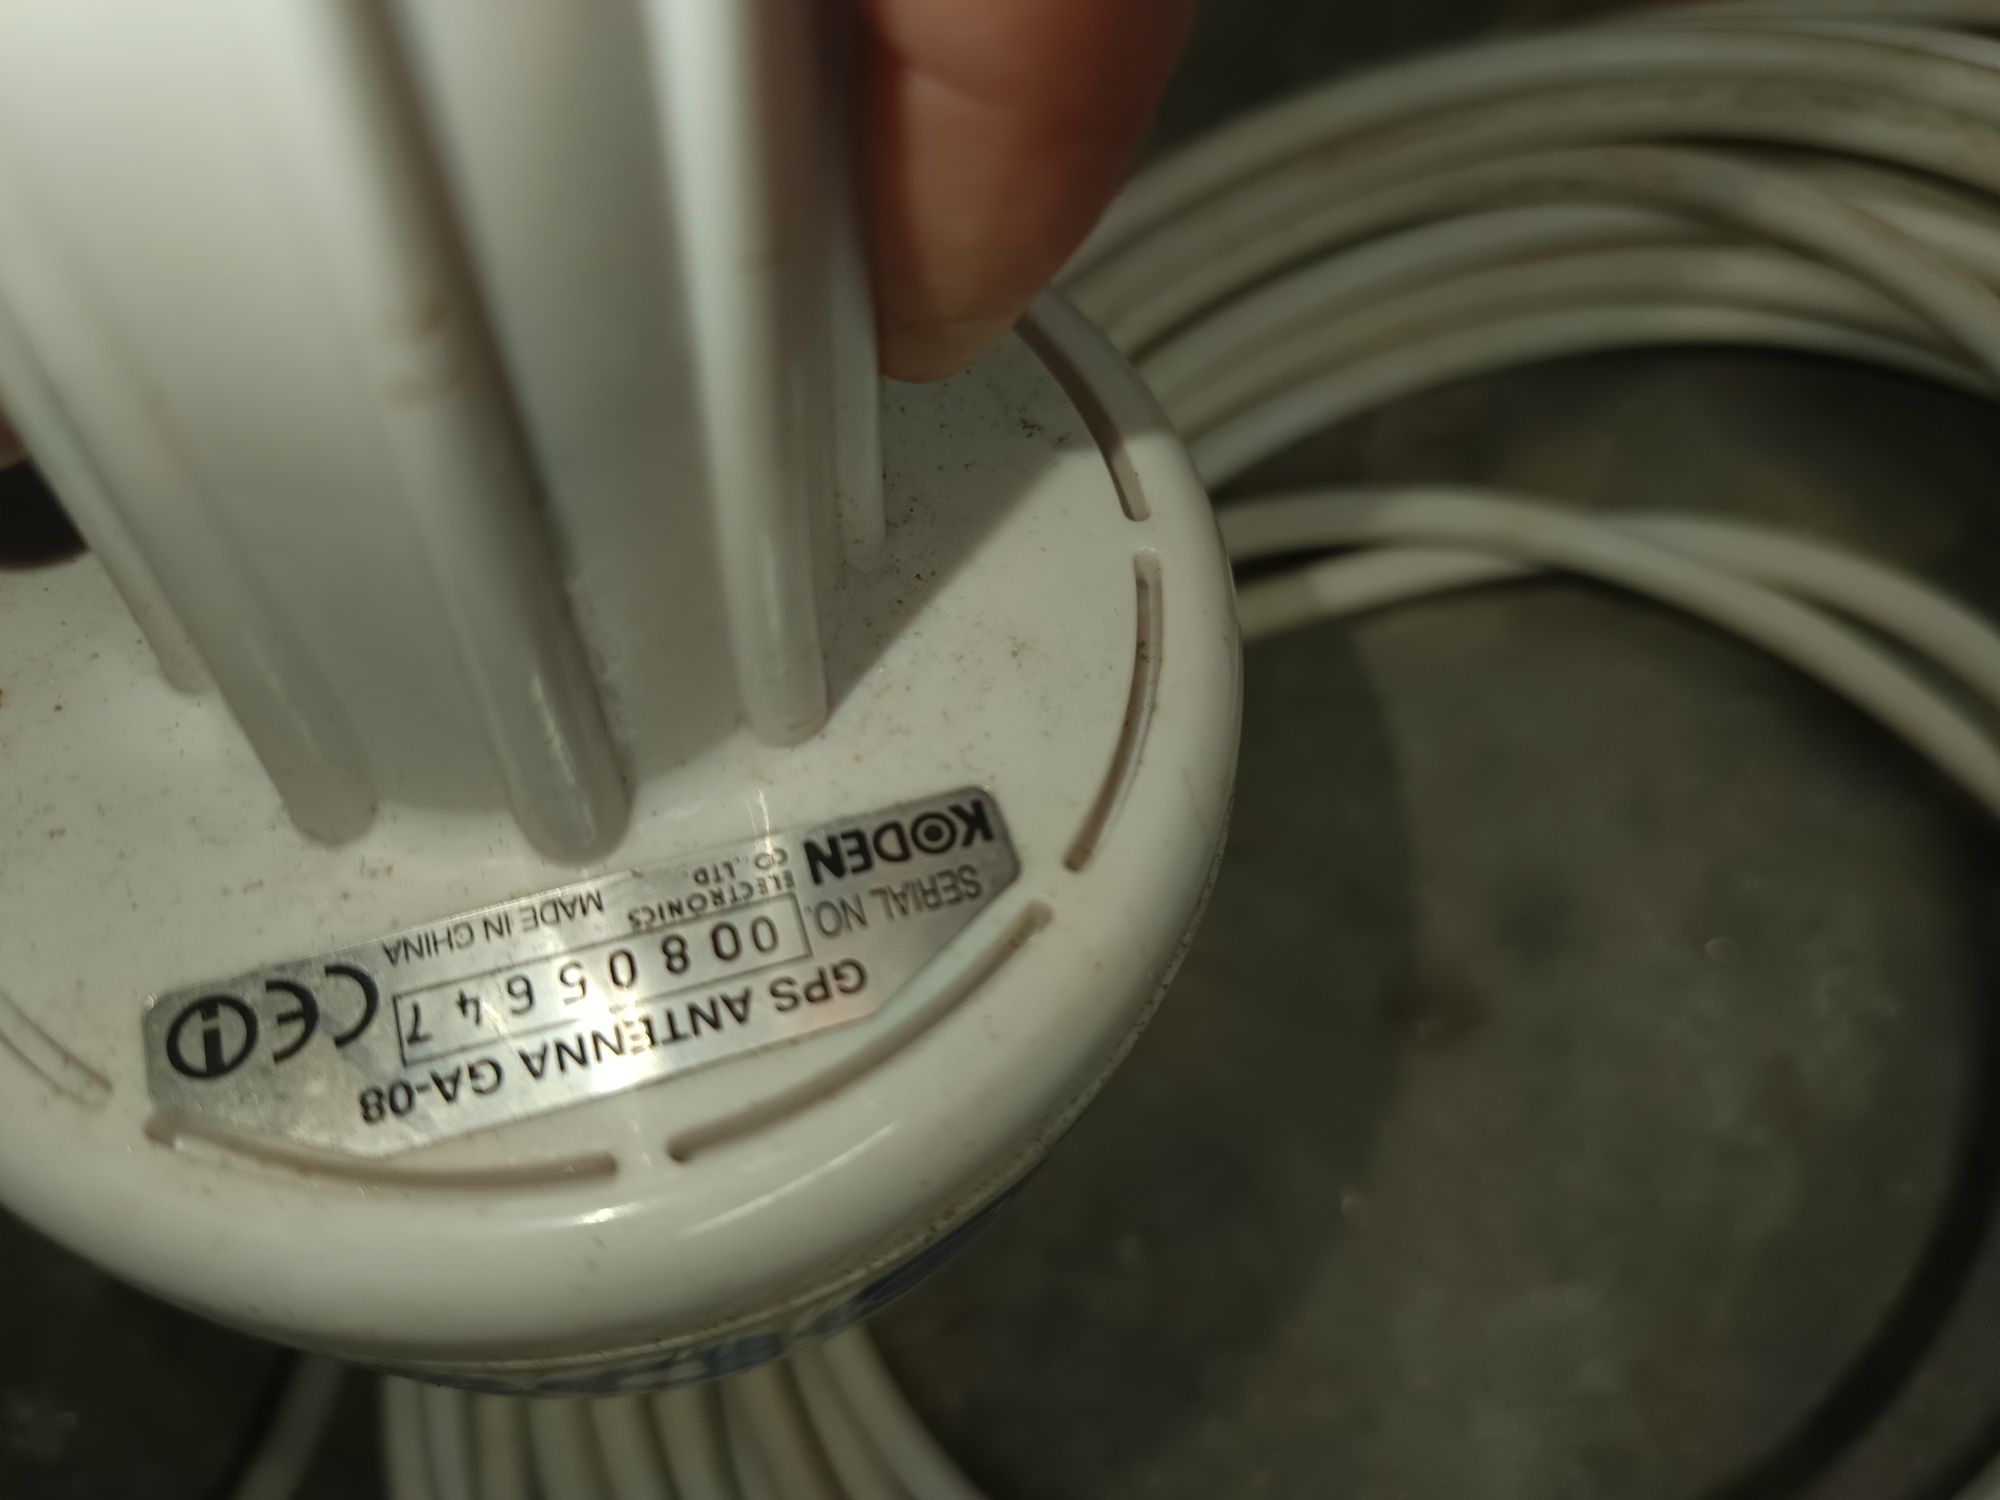 GPS ANTENNA GA-08
SERIAL NO. 00805647
KODEN ELECTRONICS CO., LTD. MADE IN CHINA
CE